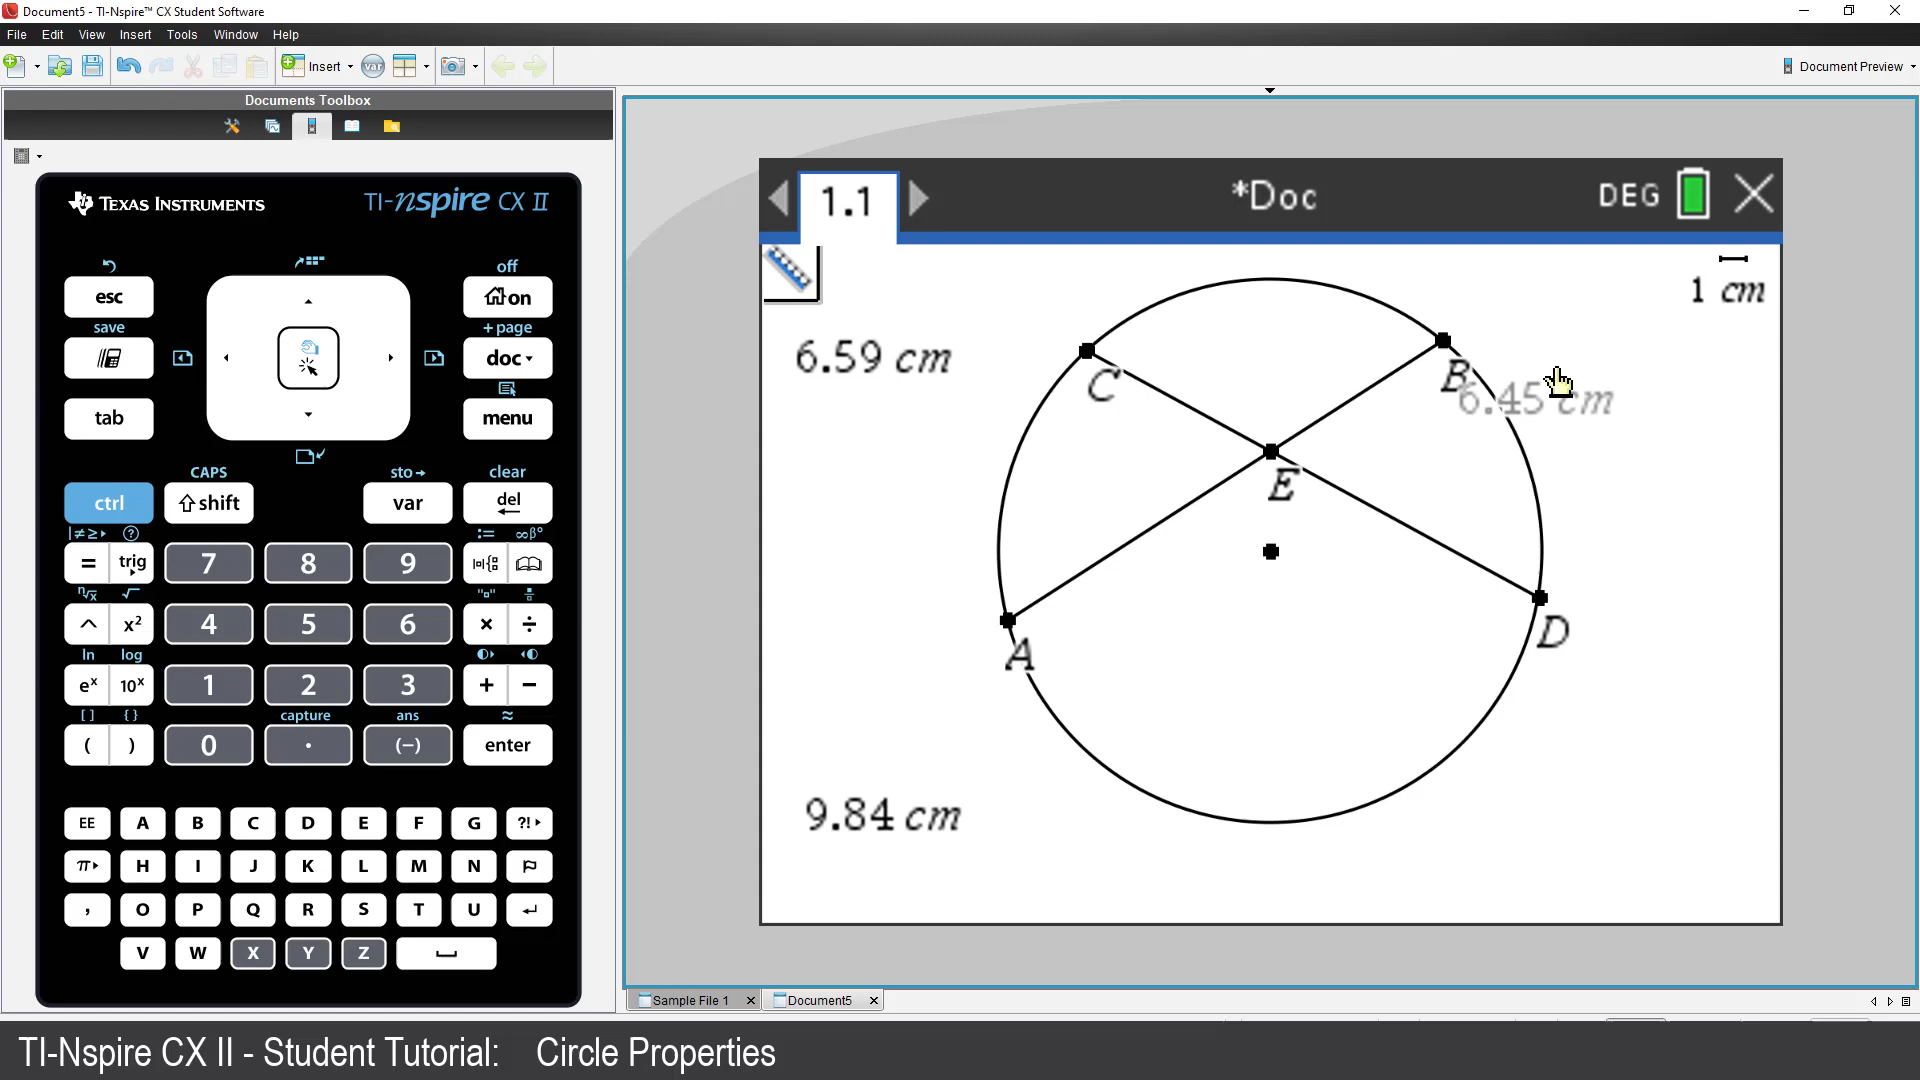 Document5 - TI-Nspire™ CX Student Software
File Edit View Insert Tools Window Help
Insert var Document Preview
Documents Toolbox
TEXAS INSTRUMENTS TI-nspire CX II
esc off on
save + page
doc
tab menu
CAPS sto→ clear
ctrl shift var del
= trig 7 8 9
^ x² 4 5 6 × ÷
ln log
eˣ 10ˣ 1 2 3 + −
[ ] { } capture ans ≈
( ) 0 . (−) enter
EE A B C D E F G ?!
π H I J K L M N
, O P Q R S T U
V W X Y Z
1.1 *Doc DEG
1 cm
6.59 cm
C B
6.45 cm
E
A D
9.84 cm
Sample File 1 Document5
TI-Nspire CX II - Student Tutorial: Circle Properties